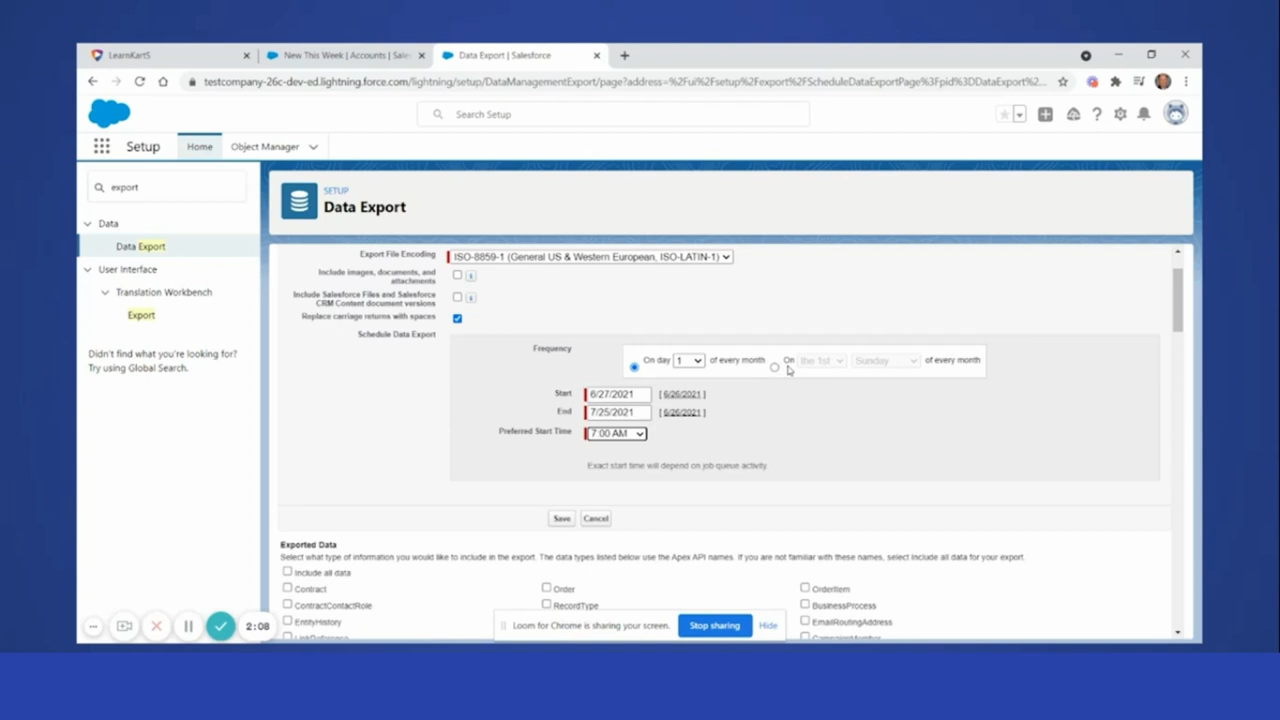 LearnKartS
New This Week | Accounts | Sale
Data Export | Salesforce
testcompany-26c-dev-ed.lightning.force.com/lightning/setup/DataManagementExport/page?address=%2Fui%2Fsetup%2Fexport%2FScheduleDataExportPage%3Fpid%3DDataExport%2...
Search Setup
Setup
Home
Object Manager
export
SETUP
Data Export
Data
Data Export
User Interface
Translation Workbench
Export
Didn't find what you're looking for?
Try using Global Search.
Export File Encoding
ISO-8859-1 (General US & Western European, ISO-LATIN-1)
Include images, documents, and
attachments
Include Salesforce Files and Salesforce
CRM Content document versions
Replace carriage returns with spaces
Schedule Data Export
Frequency
On day 1 of every month On the 1st Sunday of every month
Start 6/27/2021 [ 6/26/2021 ]
End 7/25/2021 [ 6/26/2021 ]
Preferred Start Time 7:00 AM
Exact start time will depend on job queue activity.
Save Cancel
Exported Data
Select what type of information you would like to include in the export. The data types listed below use the Apex API names. If you are not familiar with these names, select Include all data for your export.
Include all data
Contract Order OrderItem
ContractContactRole RecordType BusinessProcess
EntityHistory EmailRoutingAddress
2:08
Loom for Chrome is sharing your screen. Stop sharing Hide